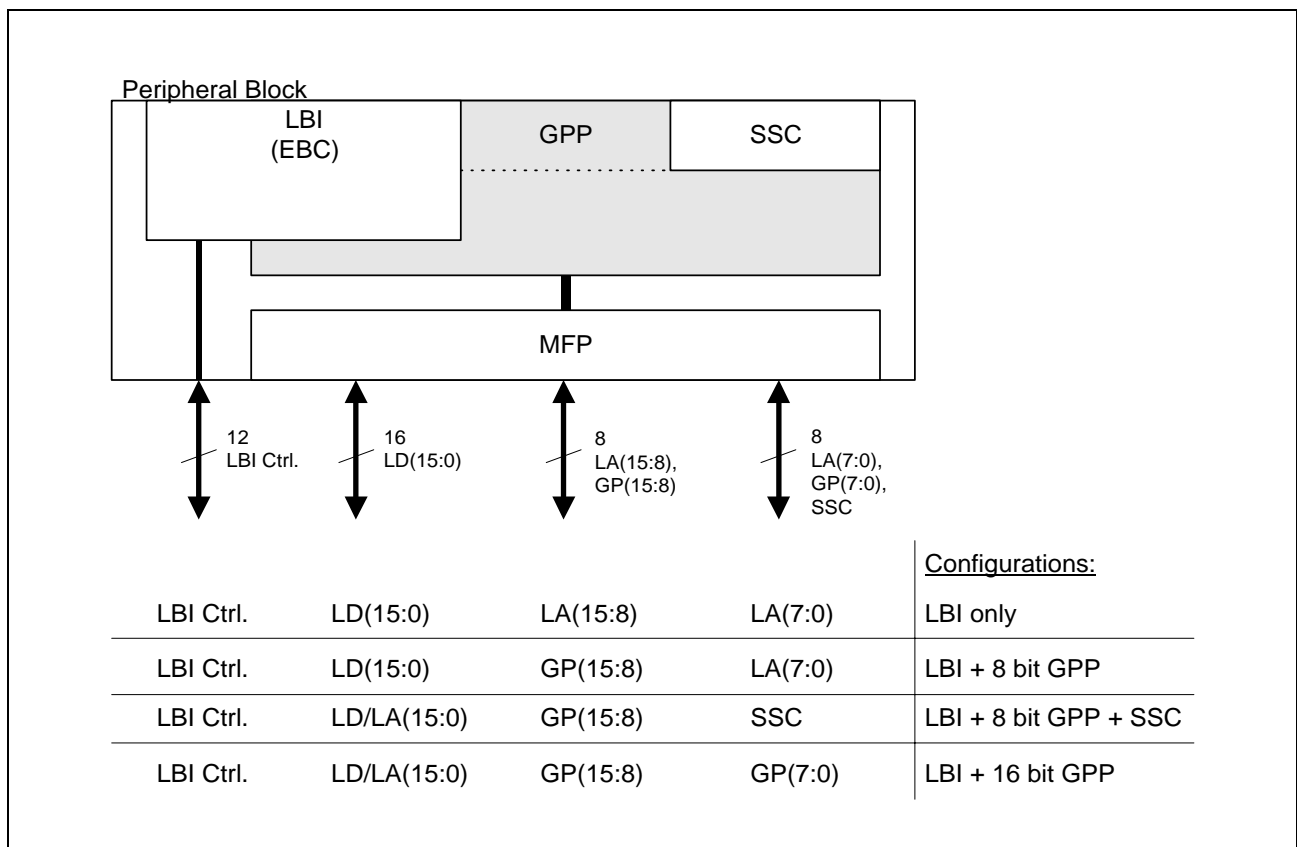 Peripheral Block
LBI
(EBC)
GPP
SSC
MFP
12
LBI Ctrl.
16
LD(15:0)
8
LA(15:8),
GP(15:8)
8
LA(7:0),
GP(7:0),
SSC
Configurations:
LBI Ctrl. LD(15:0) LA(15:8) LA(7:0) LBI only
LBI Ctrl. LD(15:0) GP(15:8) LA(7:0) LBI + 8 bit GPP
LBI Ctrl. LD/LA(15:0) GP(15:8) SSC LBI + 8 bit GPP + SSC
LBI Ctrl. LD/LA(15:0) GP(15:8) GP(7:0) LBI + 16 bit GPP